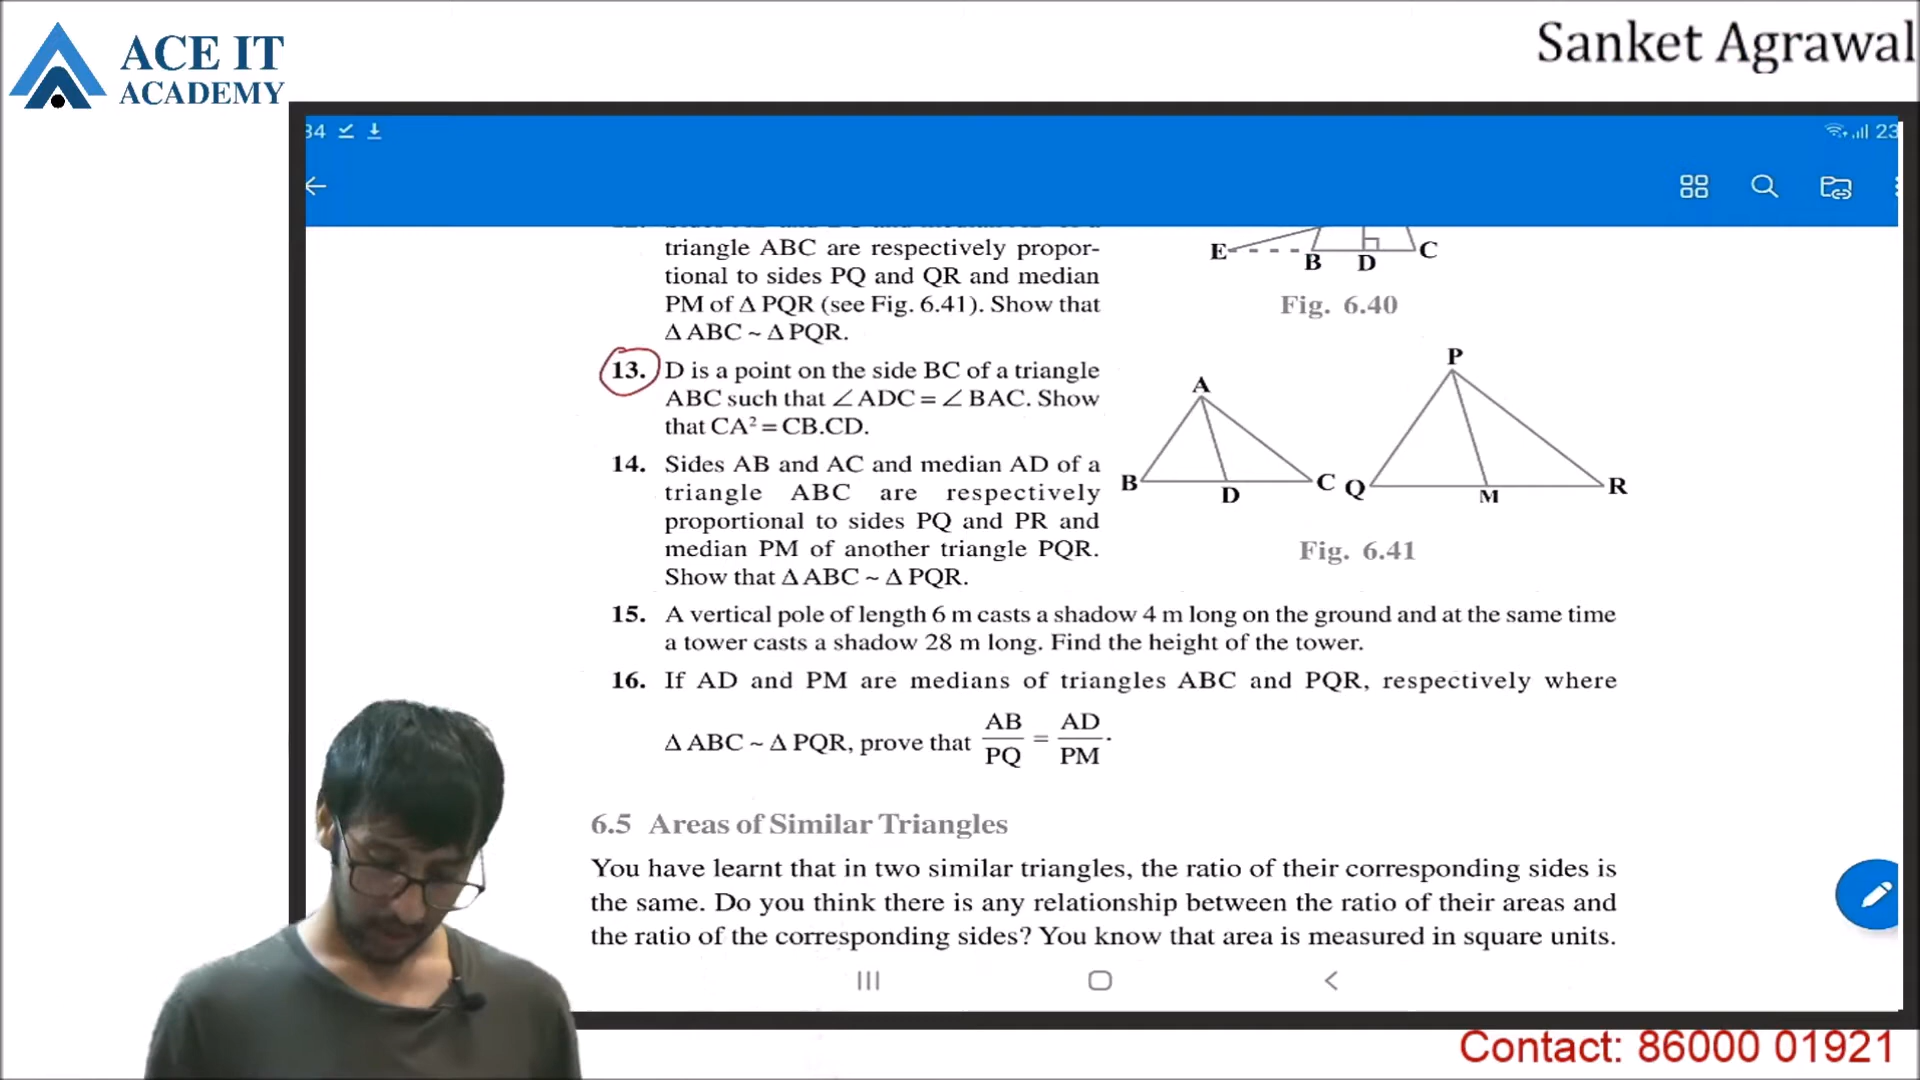 ACE IT
ACADEMY
Sanket Agrawal
34
23
triangle ABC are respectively propor-
tional to sides PQ and QR and median
PM of Δ PQR (see Fig. 6.41). Show that
Δ ABC ~ Δ PQR.
E B D C
Fig. 6.40
13. D is a point on the side BC of a triangle
ABC such that ∠ ADC = ∠ BAC. Show
that CA² = CB.CD.
14. Sides AB and AC and median AD of a
triangle ABC are respectively
proportional to sides PQ and PR and
median PM of another triangle PQR.
Show that Δ ABC ~ Δ PQR.
A
P
B D C Q M R
Fig. 6.41
15. A vertical pole of length 6 m casts a shadow 4 m long on the ground and at the same time
a tower casts a shadow 28 m long. Find the height of the tower.
16. If AD and PM are medians of triangles ABC and PQR, respectively where
Δ ABC ~ Δ PQR, prove that AB/PQ = AD/PM.
6.5 Areas of Similar Triangles
You have learnt that in two similar triangles, the ratio of their corresponding sides is
the same. Do you think there is any relationship between the ratio of their areas and
the ratio of the corresponding sides? You know that area is measured in square units.
Contact: 86000 01921